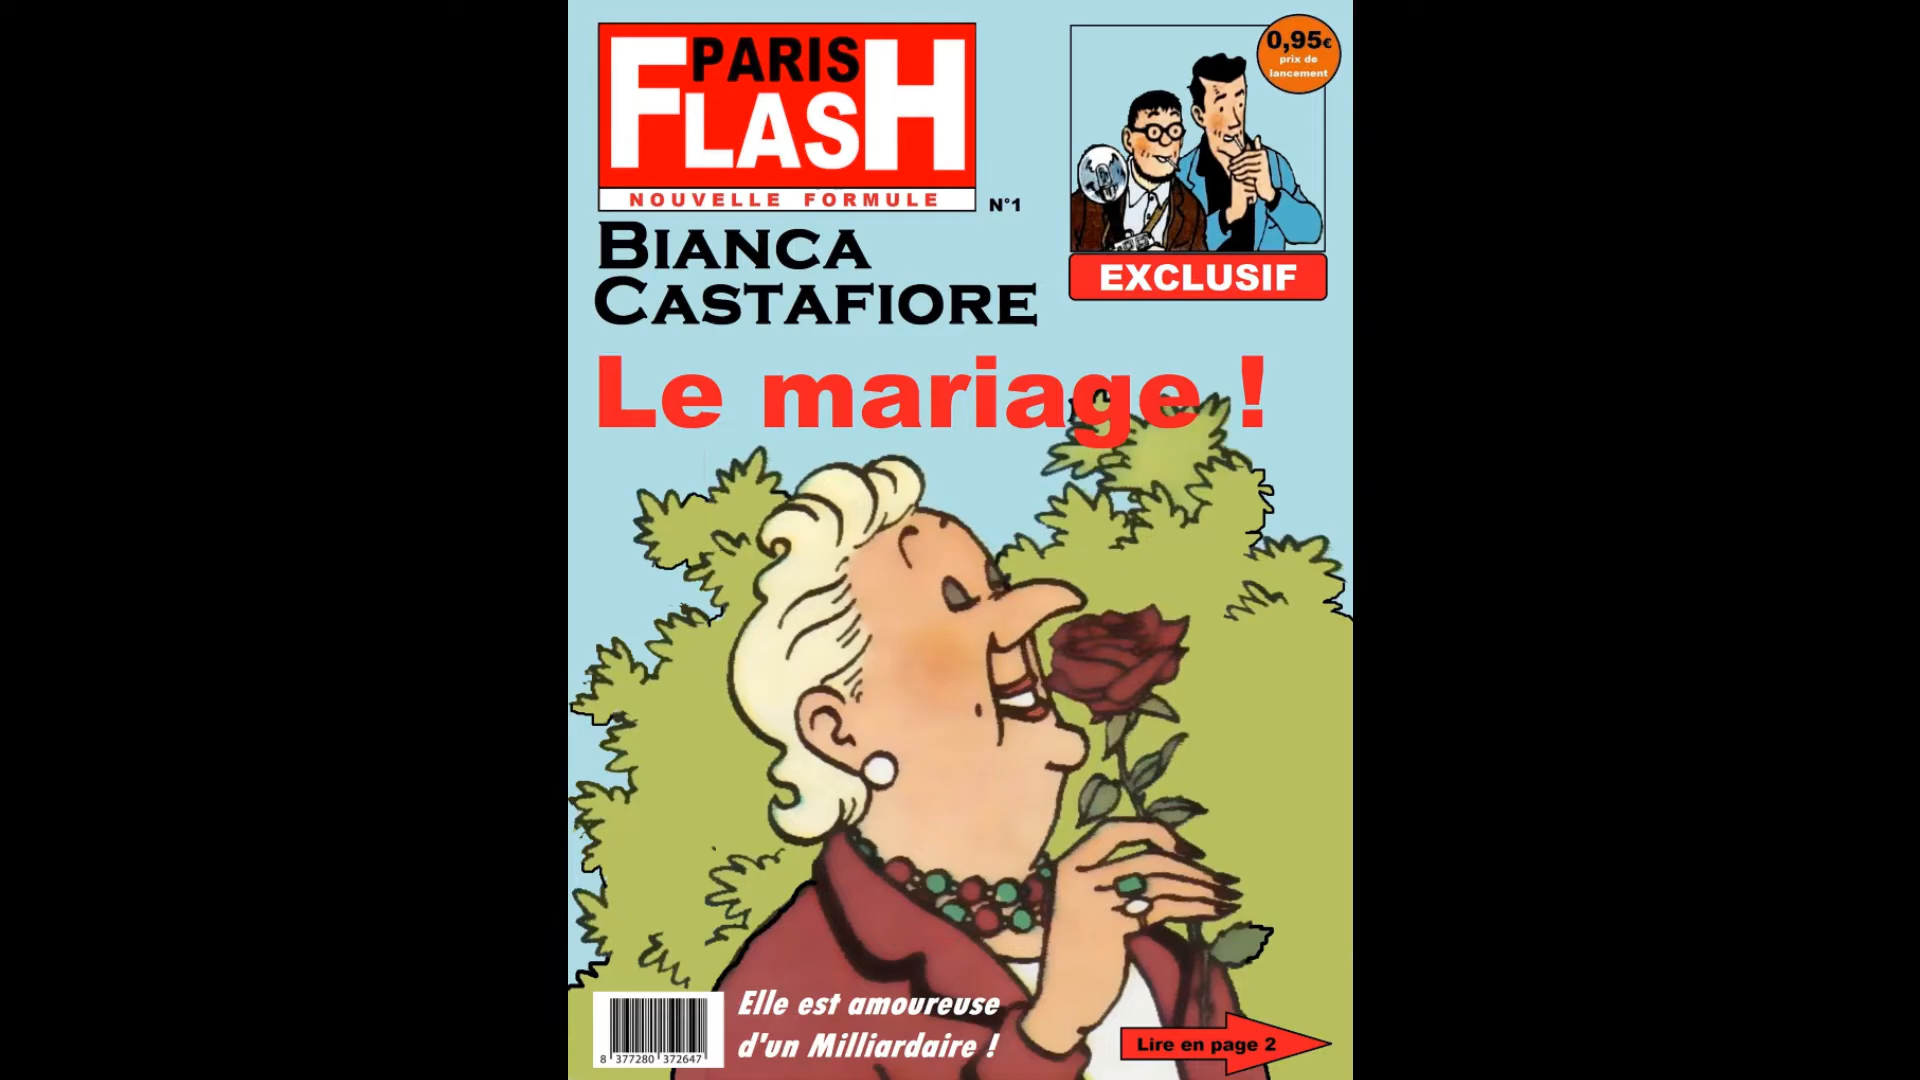 PARIS
FLASH
NOUVELLE FORMULE
N°1
0,95€
prix de
lancement
EXCLUSIF
BIANCA
CASTAFIORE
Le mariage !
Elle est amoureuse
d'un Milliardaire !
8 377280 372647
Lire en page 2